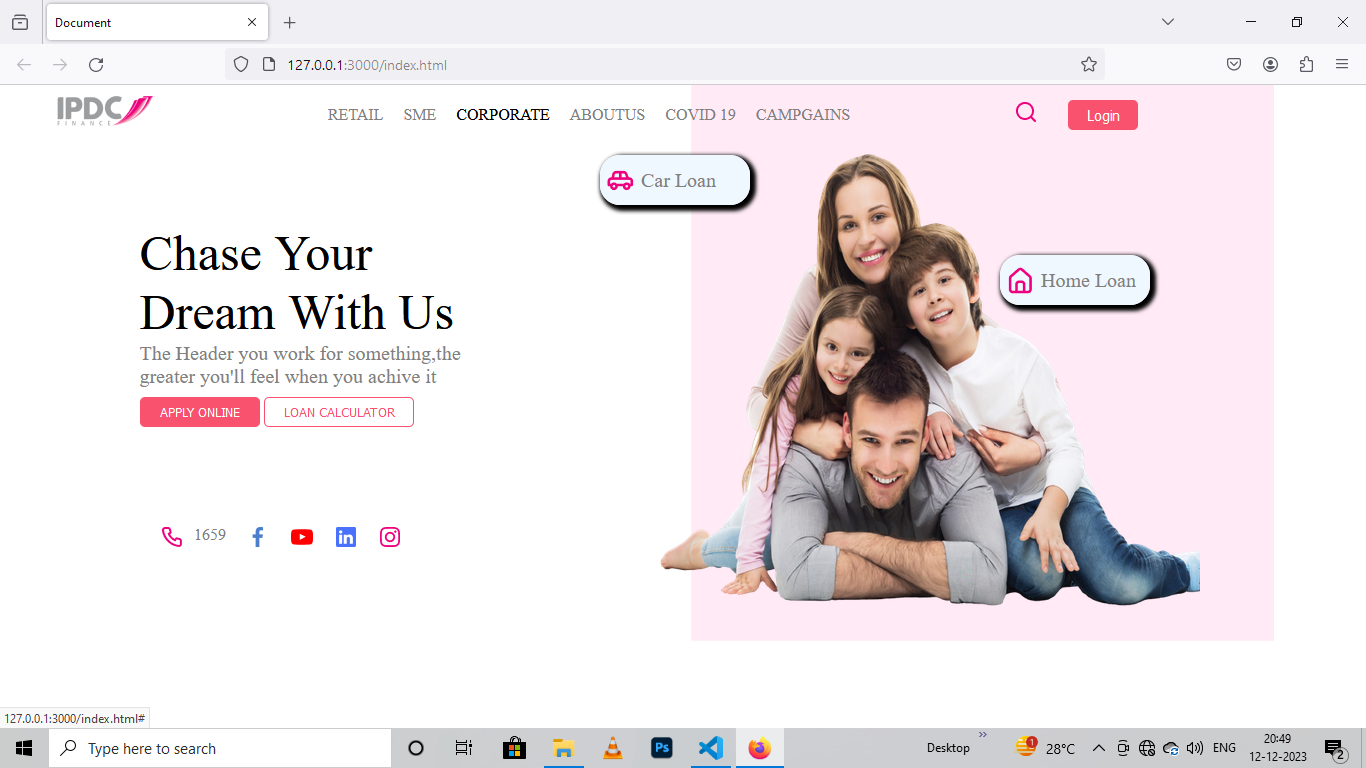 Document
127.0.0.1:3000/index.html
IPDC
FINANCE
RETAIL SME CORPORATE ABOUTUS COVID 19 CAMPGAINS
Login
Car Loan
Home Loan
Chase Your
Dream With Us
The Header you work for something,the
greater you'll feel when you achive it
APPLY ONLINE
LOAN CALCULATOR
1659
127.0.0.1:3000/index.html#
Type here to search
Ps
Desktop
1
28°C
ENG
20:49
12-12-2023
2